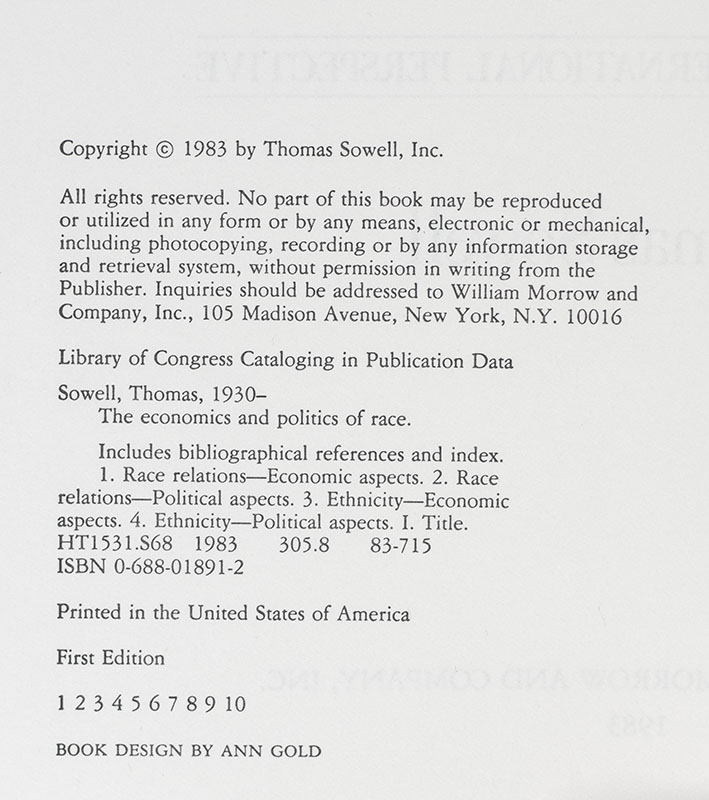 Copyright © 1983 by Thomas Sowell, Inc.
All rights reserved. No part of this book may be reproduced
or utilized in any form or by any means, electronic or mechanical,
including photocopying, recording or by any information storage
and retrieval system, without permission in writing from the
Publisher. Inquiries should be addressed to William Morrow and
Company, Inc., 105 Madison Avenue, New York, N.Y. 10016
Library of Congress Cataloging in Publication Data
Sowell, Thomas, 1930–
The economics and politics of race.
Includes bibliographical references and index.
1. Race relations—Economic aspects. 2. Race
relations—Political aspects. 3. Ethnicity—Economic
aspects. 4. Ethnicity—Political aspects. I. Title.
HT1531.S68 1983 305.8 83-715
ISBN 0-688-01891-2
Printed in the United States of America
First Edition
1 2 3 4 5 6 7 8 9 10
BOOK DESIGN BY ANN GOLD